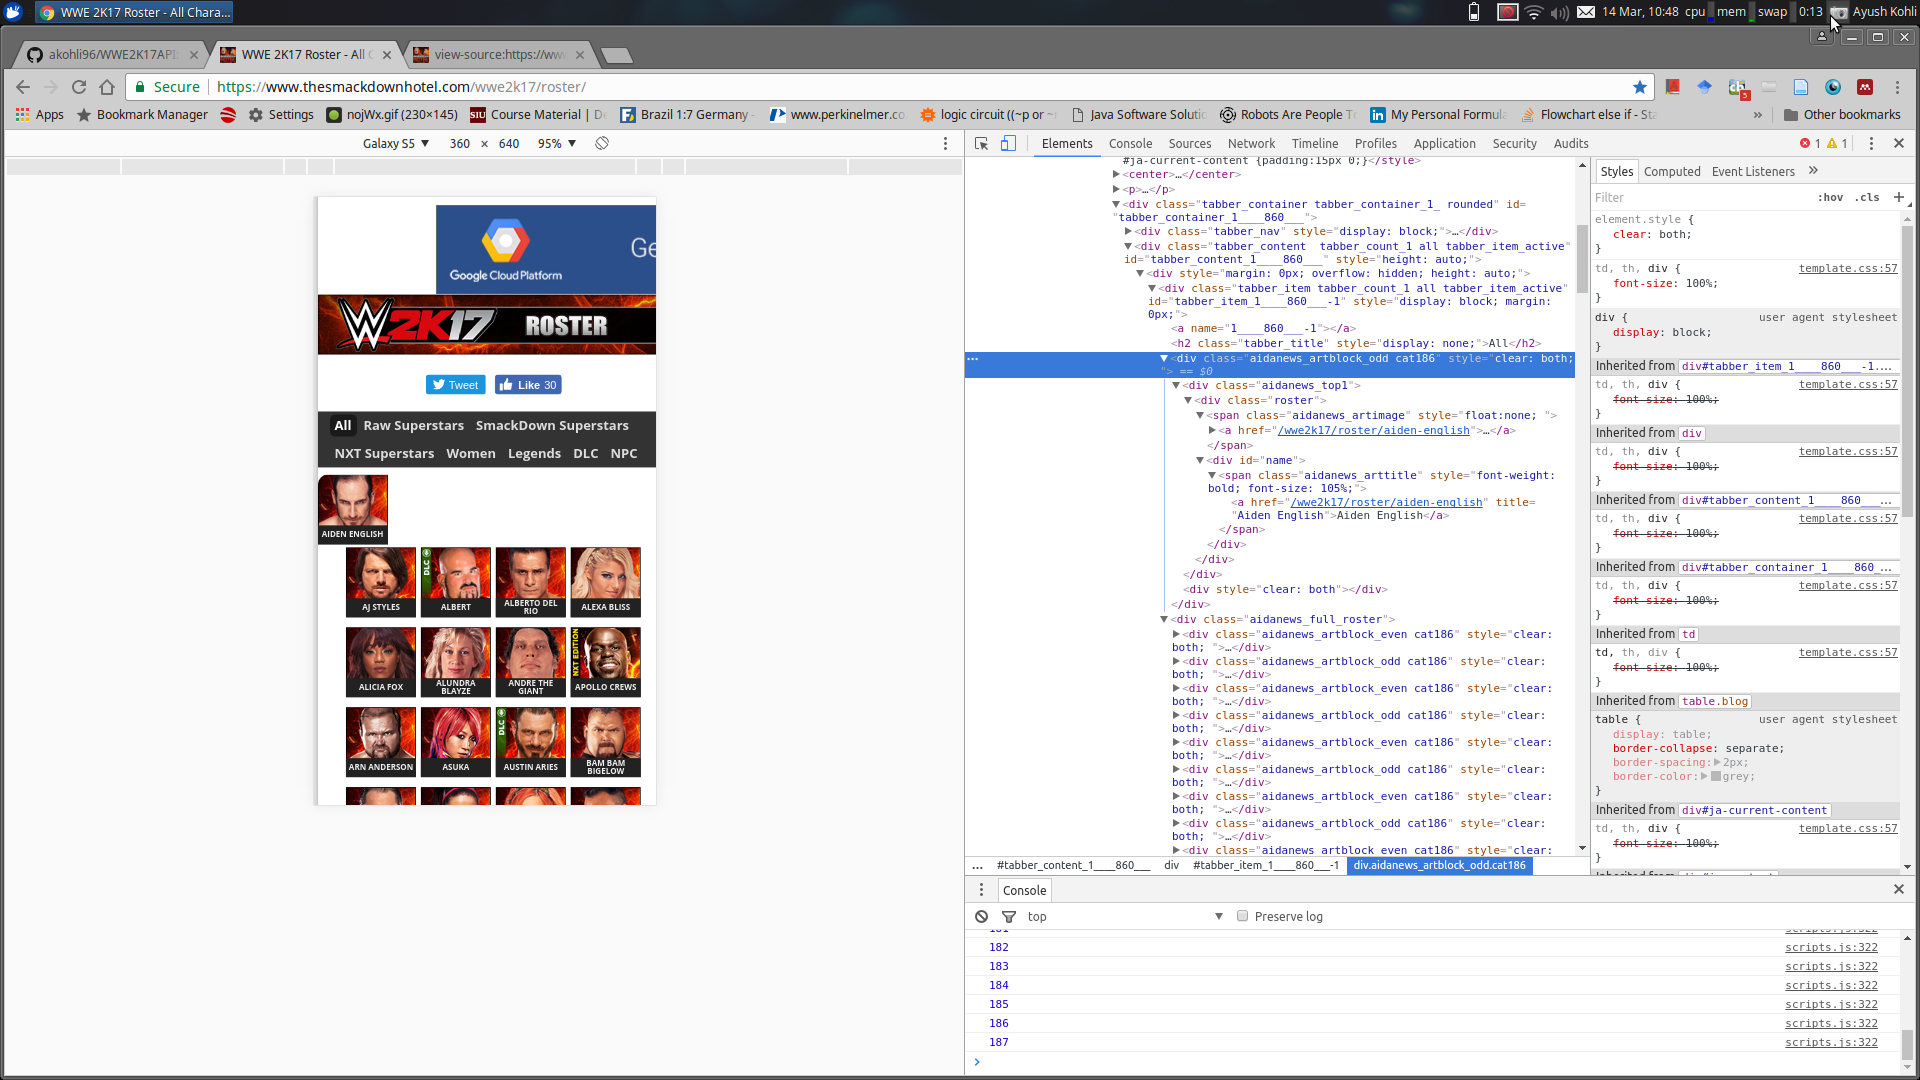 WWE 2K17 Roster - All Chara...
14 Mar, 10:48 cpu mem swap 0:13 Ayush Kohli
akohli96/WWE2K17API: WWE 2K17 Roster - All C view-source:https://ww
Secure https://www.thesmackdownhotel.com/wwe2k17/roster/
Apps Bookmark Manager Settings nojWx.gif (230×145) SIU Course Material | D Brazil 1:7 Germany - www.perkinelmer.co logic circuit ((~p or ~ Java Software Soluti Robots Are People T My Personal Formula Flowchart else if - Sta » Other bookmarks
Galaxy S5 ▼ 360 × 640 95% ▼
Google Cloud Platform
Ge
W 2K17 ROSTER
Tweet Like 30
All Raw Superstars SmackDown Superstars
NXT Superstars Women Legends DLC NPC
AIDEN ENGLISH
DLC
AJ STYLES ALBERT ALBERTO DEL RIO ALEXA BLISS
NXT EDITION
ALICIA FOX ALUNDRA BLAYZE ANDRE THE GIANT APOLLO CREWS
DLC
ARN ANDERSON ASUKA AUSTIN ARIES BAM BAM BIGELOW
Elements Console Sources Network Timeline Profiles Application Security Audits 1 1
#ja-current-content {padding:15px 0;}</style>
▶<center>…</center>
▶<p>…</p>
▼<div class="tabber_container tabber_container_1_ rounded" id=
"tabber_container_1____860___">
▶<div class="tabber_nav" style="display: block;">…</div>
▼<div class="tabber_content  tabber_count_1 all tabber_item_active"
id="tabber_content_1____860___" style="height: auto;">
▼<div style="margin: 0px; overflow: hidden; height: auto;">
▼<div class="tabber_item tabber_count_1 all tabber_item_active"
id="tabber_item_1____860___-1" style="display: block; margin:
0px;">
<a name="1____860___-1"></a>
<h2 class="tabber_title" style="display: none;">All</h2>
… ▼<div class="aidanews_artblock_odd cat186" style="clear: both;
"> == $0
▼<div class="aidanews_top1">
▼<div class="roster">
▼<span class="aidanews_artimage" style="float:none; ">
▶<a href="/wwe2k17/roster/aiden-english">…</a>
</span>
▼<div id="name">
▼<span class="aidanews_arttitle" style="font-weight:
bold; font-size: 105%;">
<a href="/wwe2k17/roster/aiden-english" title=
"Aiden English">Aiden English</a>
</span>
</div>
</div>
</div>
<div style="clear: both"></div>
</div>
▼<div class="aidanews_full_roster">
▶<div class="aidanews_artblock_even cat186" style="clear:
both; ">…</div>
▶<div class="aidanews_artblock_odd cat186" style="clear:
both; ">…</div>
▶<div class="aidanews_artblock_even cat186" style="clear:
both; ">…</div>
▶<div class="aidanews_artblock_odd cat186" style="clear:
both; ">…</div>
▶<div class="aidanews_artblock_even cat186" style="clear:
both; ">…</div>
▶<div class="aidanews_artblock_odd cat186" style="clear:
both; ">…</div>
▶<div class="aidanews_artblock_even cat186" style="clear:
both; ">…</div>
▶<div class="aidanews_artblock_odd cat186" style="clear:
both; ">…</div>
▶<div class="aidanews_artblock_even cat186" style="clear:
... #tabber_content_1____860___ div #tabber_item_1____860___-1 div.aidanews_artblock_odd.cat186
Styles Computed Event Listeners »
Filter :hov .cls +
element.style {
clear: both;
}
td, th, div { template.css:57
font-size: 100%;
}
div { user agent stylesheet
display: block;
}
Inherited from div#tabber_item_1____860___-1.…
td, th, div { template.css:57
font-size: 100%;
}
Inherited from div
td, th, div { template.css:57
font-size: 100%;
}
Inherited from div#tabber_content_1____860___…
td, th, div { template.css:57
font-size: 100%;
}
Inherited from div#tabber_container_1____860_…
td, th, div { template.css:57
font-size: 100%;
}
Inherited from td
td, th, div { template.css:57
font-size: 100%;
}
Inherited from table.blog
table { user agent stylesheet
display: table;
border-collapse: separate;
border-spacing:▶2px;
border-color:▶grey;
}
Inherited from div#ja-current-content
td, th, div { template.css:57
font-size: 100%;
}
Console
top ▼ Preserve log
181 scripts.js:322
182 scripts.js:322
183 scripts.js:322
184 scripts.js:322
185 scripts.js:322
186 scripts.js:322
187 scripts.js:322
>